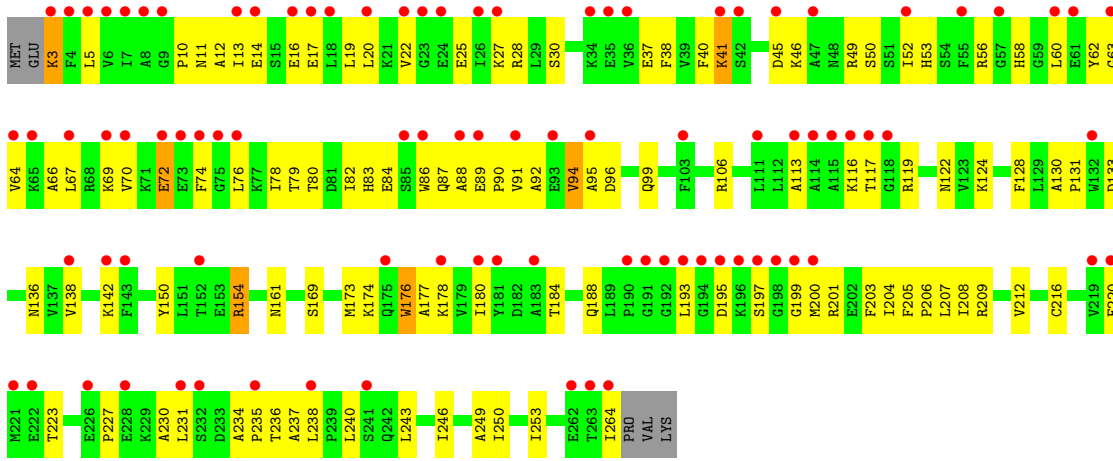 MET GLU K3 F4 L5 V6 I7 A8 G9 P10 N11 A12 I13 E14 S15 E16 E17 L18 L19 L20 K21 V22 G23 E24 E25 I26 K27 R28 L29 S30 K34 E35 V36 E37 F38 V39 F40 K41 S42 D45 K46 A47 N48 R49 S50 S51 I52 H53 S54 F55 R56 G57 H58 G59 L60 E61 Y62 G63
V64 K65 A66 L67 R68 K69 V70 K71 E72 E73 F74 G75 L76 K77 I78 T79 T80 D81 I82 H83 E84 S85 W86 Q87 A88 E89 P90 V91 A92 E93 V94 A95 D96 Q99 F103 R106 L111 L112 A113 A114 A115 K116 T117 G118 R119 N122 V123 K124 F128 L129 A130 P131 W132 D133
N136 V137 V138 K142 F143 Y150 L151 T152 E153 R154 N161 S169 M173 K174 Q175 W176 A177 K178 V179 I180 Y181 D182 A183 T184 Q188 L189 P190 G191 G192 L193 G194 D195 K196 S197 G198 G199 M200 R201 E202 F203 I204 F205 P206 L207 I208 R209 V212 C216 V219 F220
M221 E222 T223 E226 P227 E228 K229 A230 L231 S232 D233 A234 P235 T236 A237 L238 P239 L240 S241 Q242 L243 I246 A249 I250 I253 E262 T263 I264 PRO VAL LYS